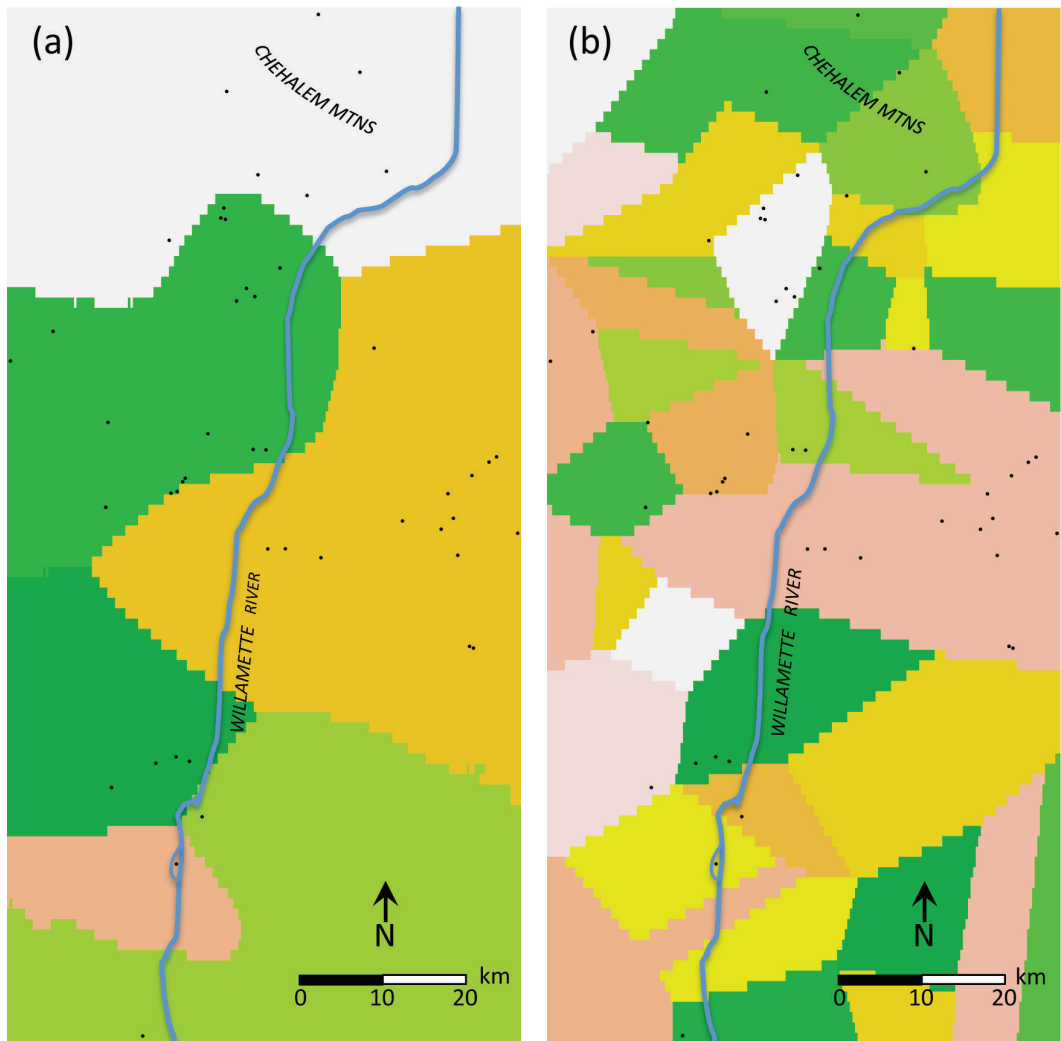 (a)
CHEHALEM MTNS
WILLAMETTE RIVER
N
km
0 10 20
(b)
CHEHALEM MTNS
WILLAMETTE RIVER
N
km
0 10 20